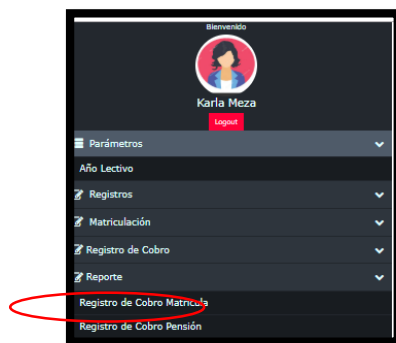 Bienvenido
Karla Meza
Logout
Parámetros
Año Lectivo
Registros
Matriculación
Registro de Cobro
Reporte
Registro de Cobro Matricula
Registro de Cobro Pensión